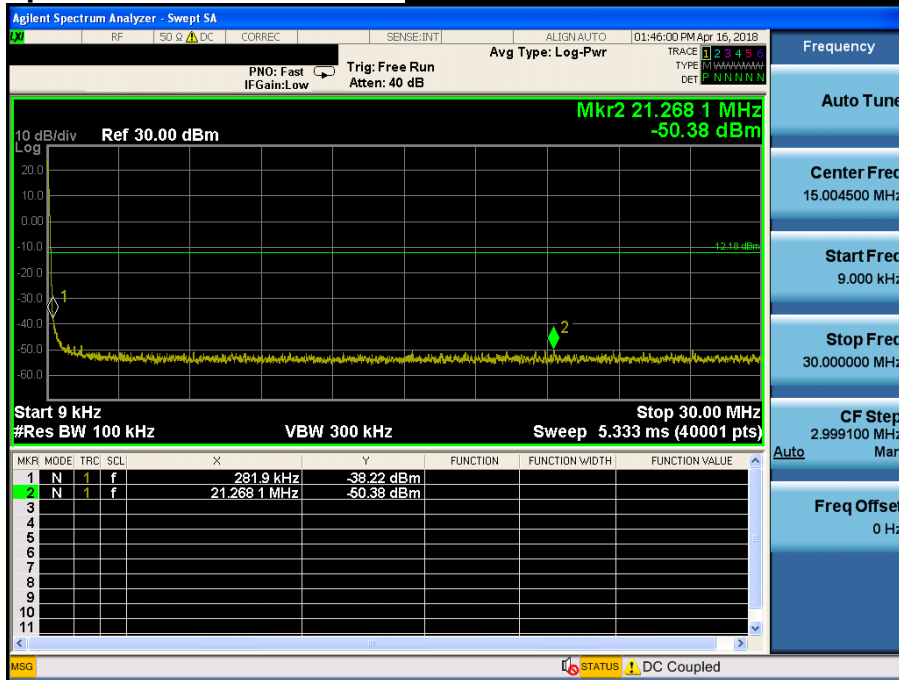 Agilent Spectrum Analyzer - Swept SA
LXI RF 50 Ω DC CORREC SENSE:INT ALIGN AUTO 01:46:00 PM Apr 16, 2018
Avg Type: Log-Pwr
TRACE 1 2 3 4 5 6
PNO: Fast Trig: Free Run
TYPE M WWWWW
IFGain:Low Atten: 40 dB
DET P N N N N N
Mkr2 21.268 1 MHz
-50.38 dBm
10 dB/div Ref 30.00 dBm
Log
20.0
10.0
0.00
-10.0
-12.18 dBm
-20.0
-30.0
1
-40.0
2
-50.0
-60.0
Start 9 kHz Stop 30.00 MHz
#Res BW 100 kHz VBW 300 kHz Sweep 5.333 ms (40001 pts)
MKR MODE TRC SCL X Y FUNCTION FUNCTION WIDTH FUNCTION VALUE
1 N 1 f 281.9 kHz -38.22 dBm
2 N 1 f 21.268 1 MHz -50.38 dBm
3
4
5
6
7
8
9
10
11
MSG STATUS DC Coupled
Frequency
Auto Tune
Center Freq
15.004500 MHz
Start Freq
9.000 kHz
Stop Freq
30.000000 MHz
CF Step
2.999100 MHz
Auto Man
Freq Offset
0 Hz